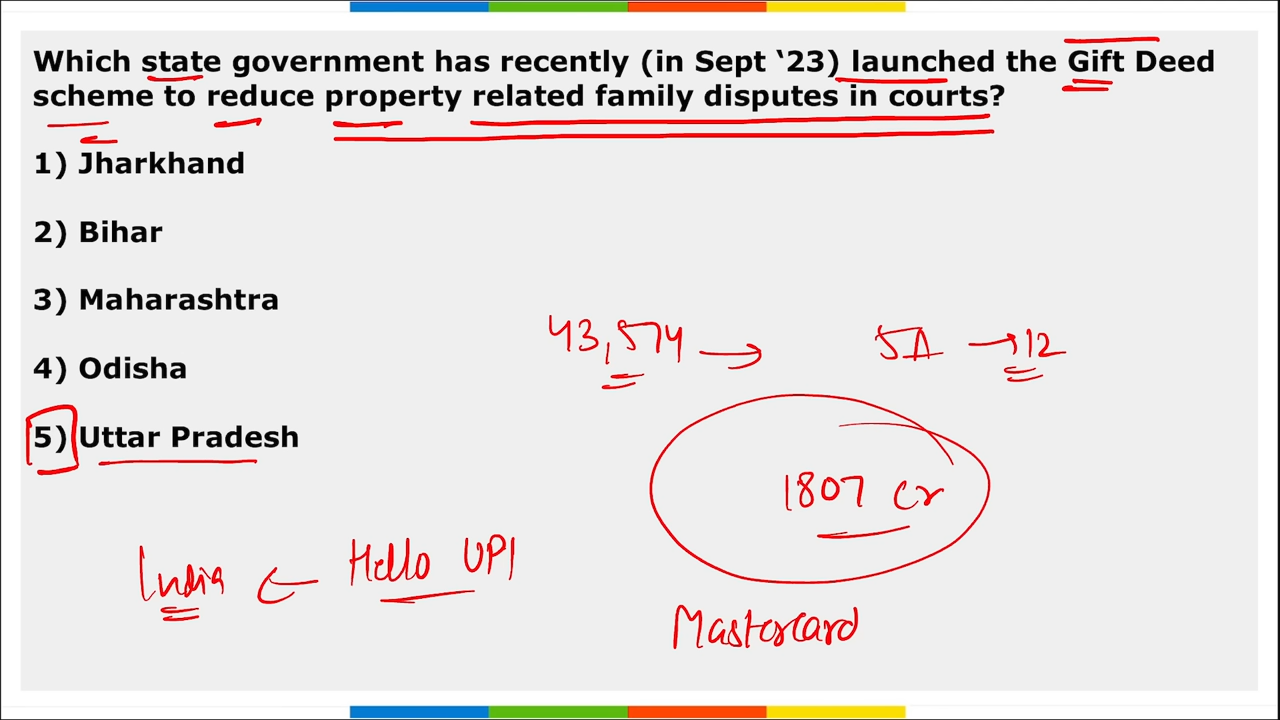 Which state government has recently (in Sept ‘23) launched the Gift Deed
scheme to reduce property related family disputes in courts?
1) Jharkhand
2) Bihar
3) Maharashtra
4) Odisha
5) Uttar Pradesh
43,574 → 5A → 12
1807 Cr
India ← Hello UPI
Mastercard